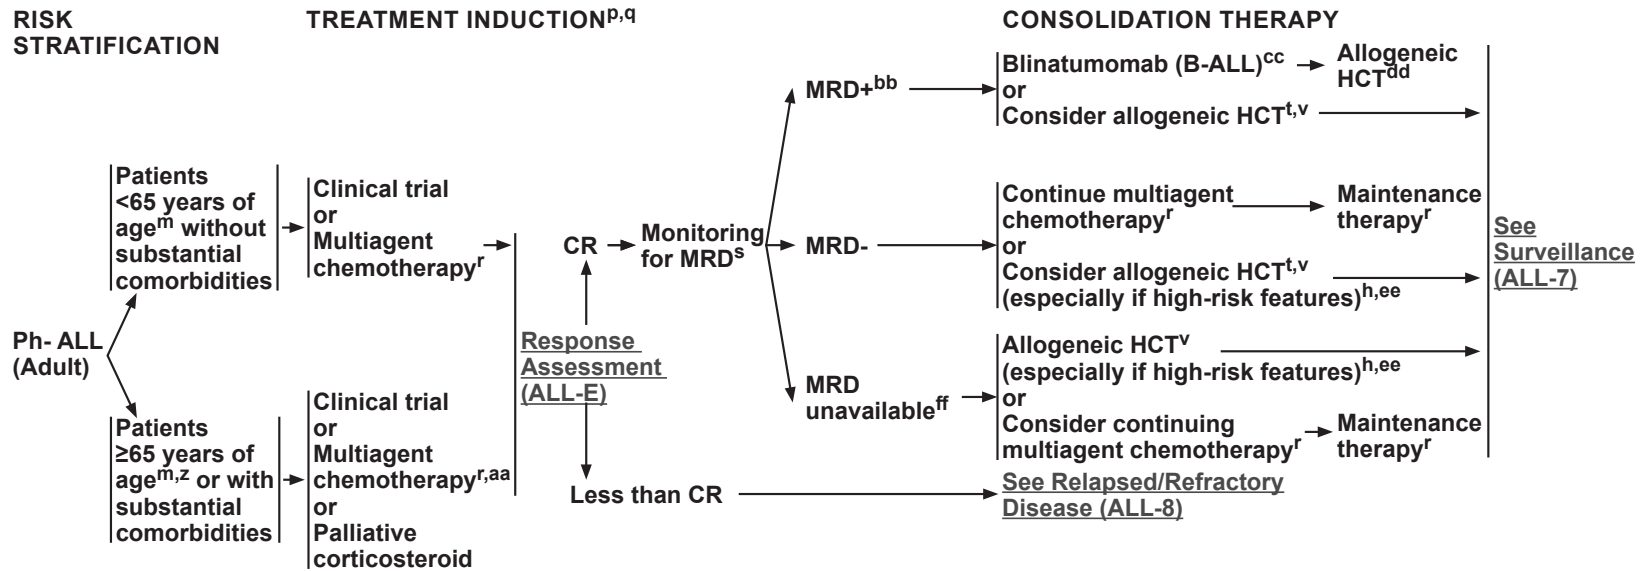 RISK
STRATIFICATION
TREATMENT INDUCTIONp,q
CONSOLIDATION THERAPY
Ph- ALL
(Adult)
Patients
<65 years of
agem without
substantial
comorbidities
Clinical trial
or
Multiagent
chemotherapyr
Patients
≥65 years of
agem,z or with
substantial
comorbidities
Clinical trial
or
Multiagent
chemotherapyr,aa
or
Palliative
corticosteroid
Response
Assessment
(ALL-E)
CR
Monitoring
for MRDs
Less than CR
MRD+bb
Blinatumomab (B-ALL)cc
or
Consider allogeneic HCTt,v
Allogeneic
HCTdd
MRD-
Continue multiagent
chemotherapyr
or
Consider allogeneic HCTt,v
(especially if high-risk features)h,ee
Maintenance
therapyr
MRD
unavailableff
Allogeneic HCTv
(especially if high-risk features)h,ee
or
Consider continuing
multiagent chemotherapyr
Maintenance
therapyr
See Relapsed/Refractory
Disease (ALL-8)
See
Surveillance
(ALL-7)